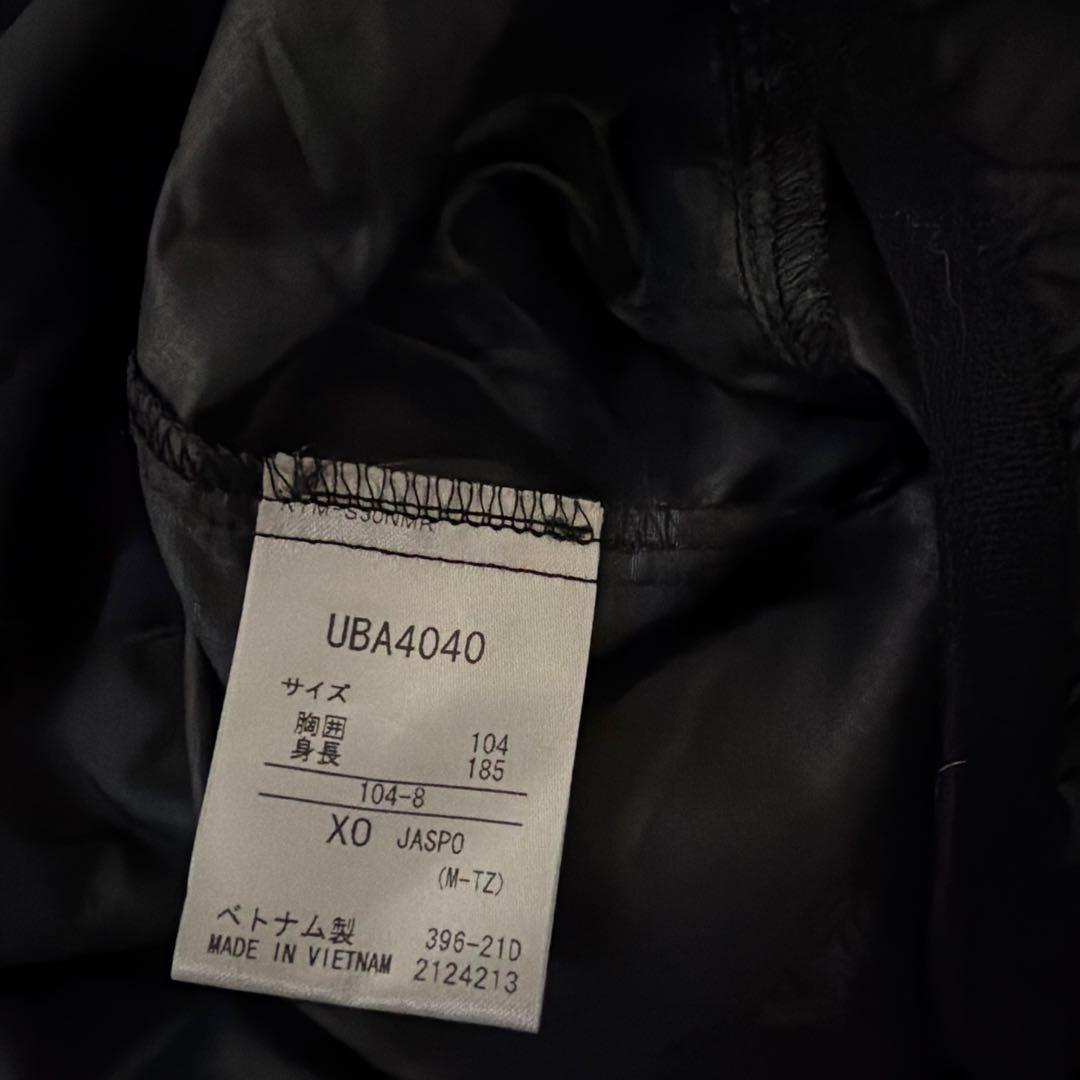 UBA4040
サイズ
胸囲 104
身長 185
104-8
XO JASPO
(M-TZ)
ベトナム製 396-21D
MADE IN VIETNAM 2124213